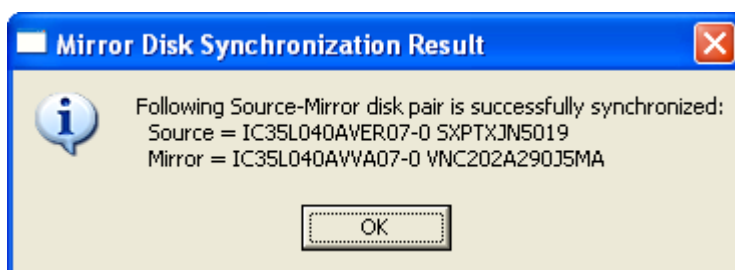 Mirror Disk Synchronization Result
Following Source-Mirror disk pair is successfully synchronized:
Source = IC35L040AVER07-0 SXPTXJN5019
Mirror = IC35L040AVVA07-0 VNC202A290J5MA
OK